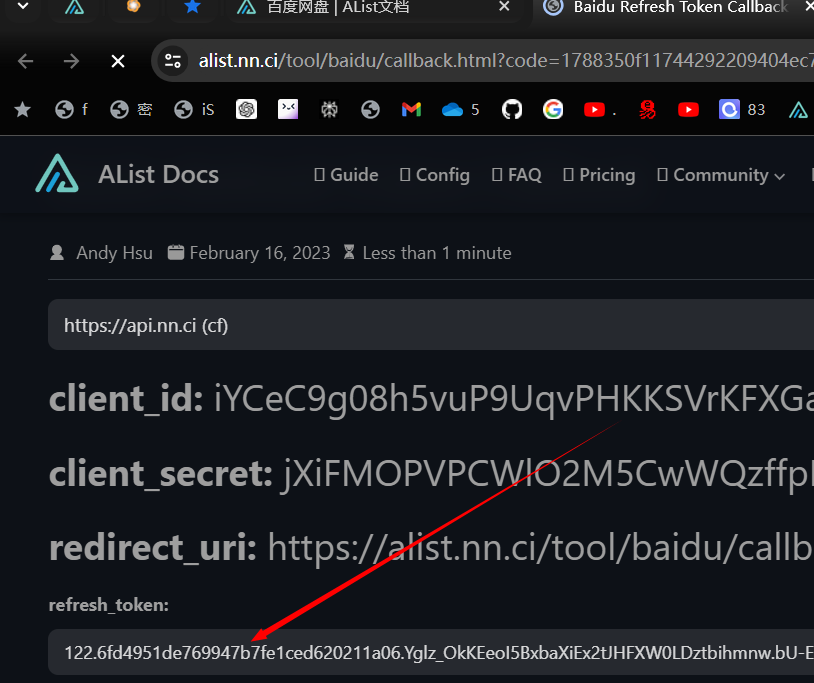 百度网盘 | AList文档
Baidu Refresh Token Callback
alist.nn.ci/tool/baidu/callback.html?code=1788350f11744292209404ec7
f
密
iS
5
.
83
AList Docs
Guide Config FAQ Pricing Community
Andy Hsu February 16, 2023 Less than 1 minute
https://api.nn.ci (cf)
client_id: iYCeC9g08h5vuP9UqvPHKKSVrKFXGa
client_secret: jXiFMOPVPCWlO2M5CwWQzffp
redirect_uri: https://alist.nn.ci/tool/baidu/callb
refresh_token:
122.6fd4951de769947b7fe1ced620211a06.Yglz_OkKEeoI5BxbaXiEx2tJHFXW0LDztbihmnw.bU-E